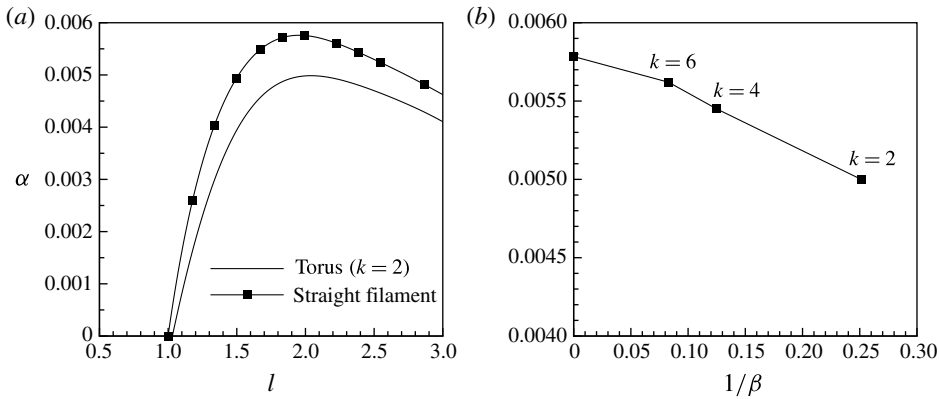 (a)
0.006
0.005
0.004
0.003
0.002
0.001
0
α
Torus (k = 2)
Straight filament
0.5 1.0 1.5 2.0 2.5 3.0
l
(b)
0.0060
0.0055
0.0050
0.0045
0.0040
k = 6
k = 4
k = 2
0 0.05 0.10 0.15 0.20 0.25 0.30
1/β